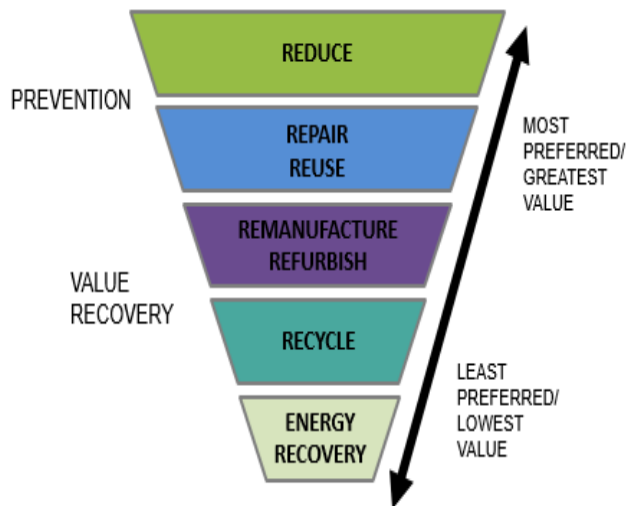 REDUCE
PREVENTION
REPAIR
REUSE
MOST
PREFERRED/
GREATEST
VALUE
REMANUFACTURE
REFURBISH
VALUE
RECOVERY
RECYCLE
LEAST
PREFERRED/
LOWEST
VALUE
ENERGY
RECOVERY